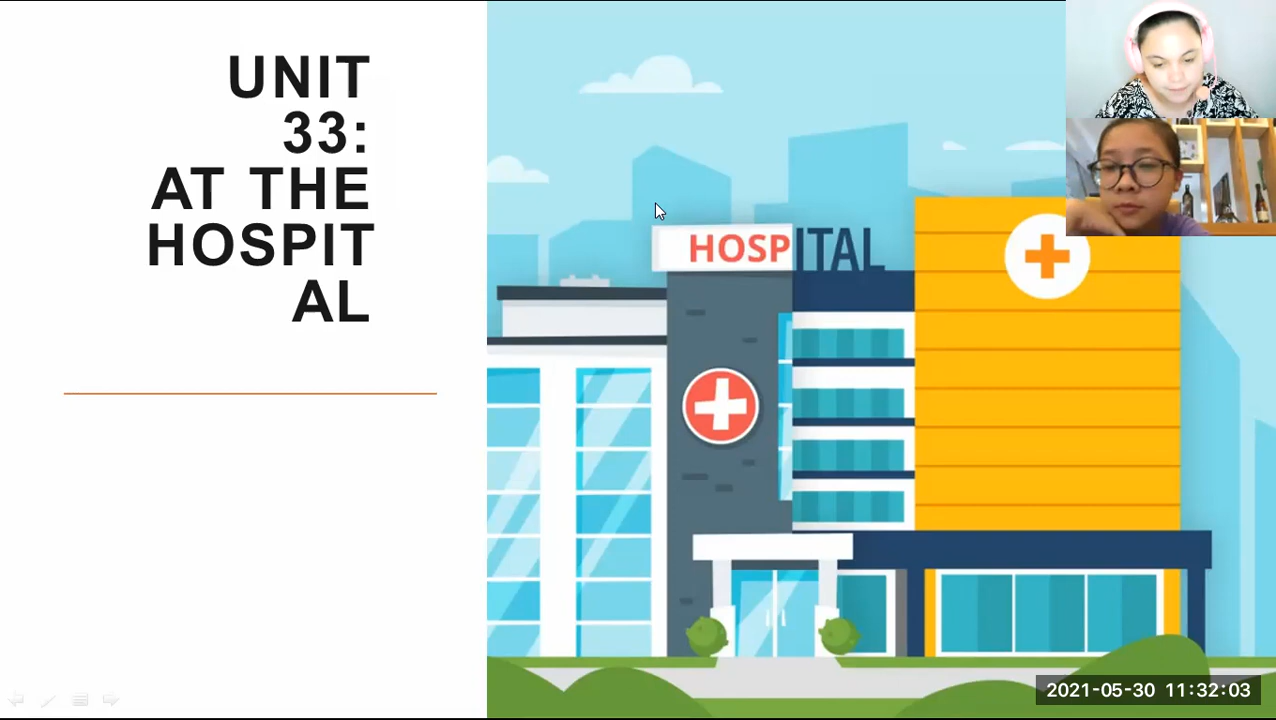 UNIT
33:
AT THE
HOSPIT
AL
HOSPITAL
2021-05-30 11:32:03